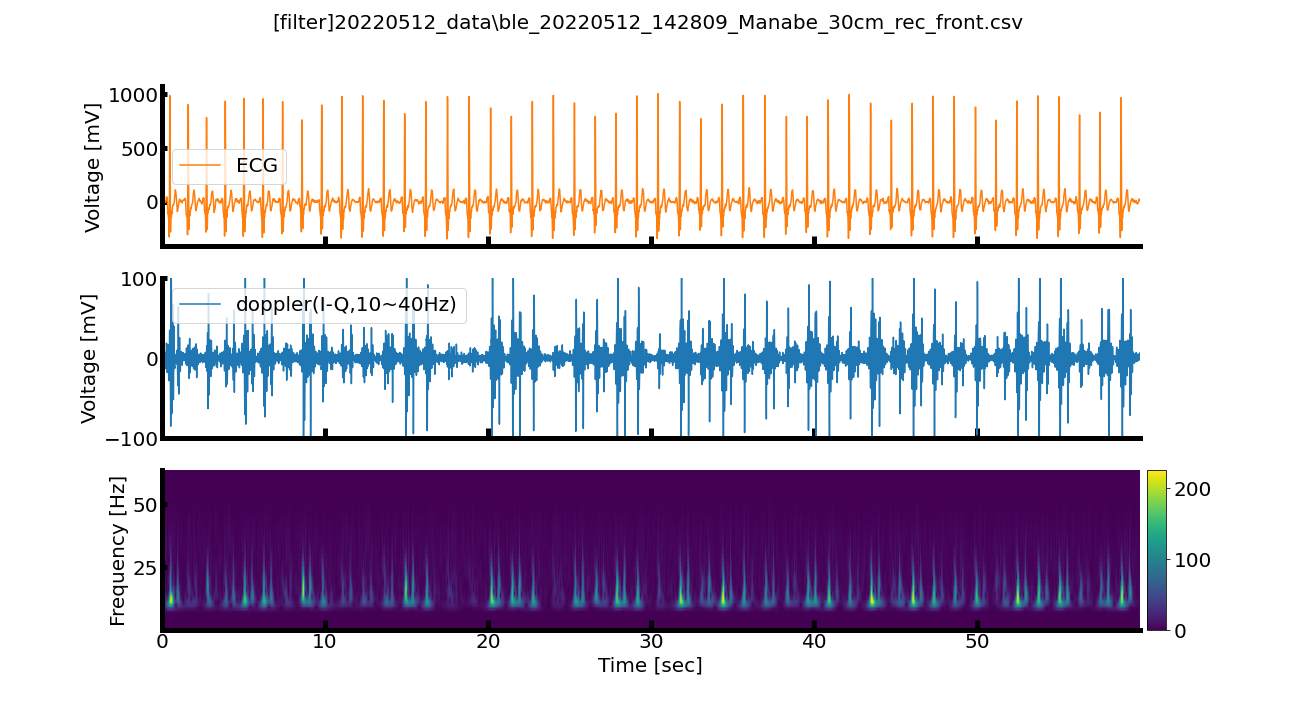 [filter]20220512_data\ble_20220512_142809_Manabe_30cm_rec_front.csv
Voltage [mV]
1000
500
0
ECG
Voltage [mV]
100
0
−100
doppler(I-Q,10~40Hz)
Frequency [Hz]
50
25
200
100
0
0 10 20 30 40 50
Time [sec]